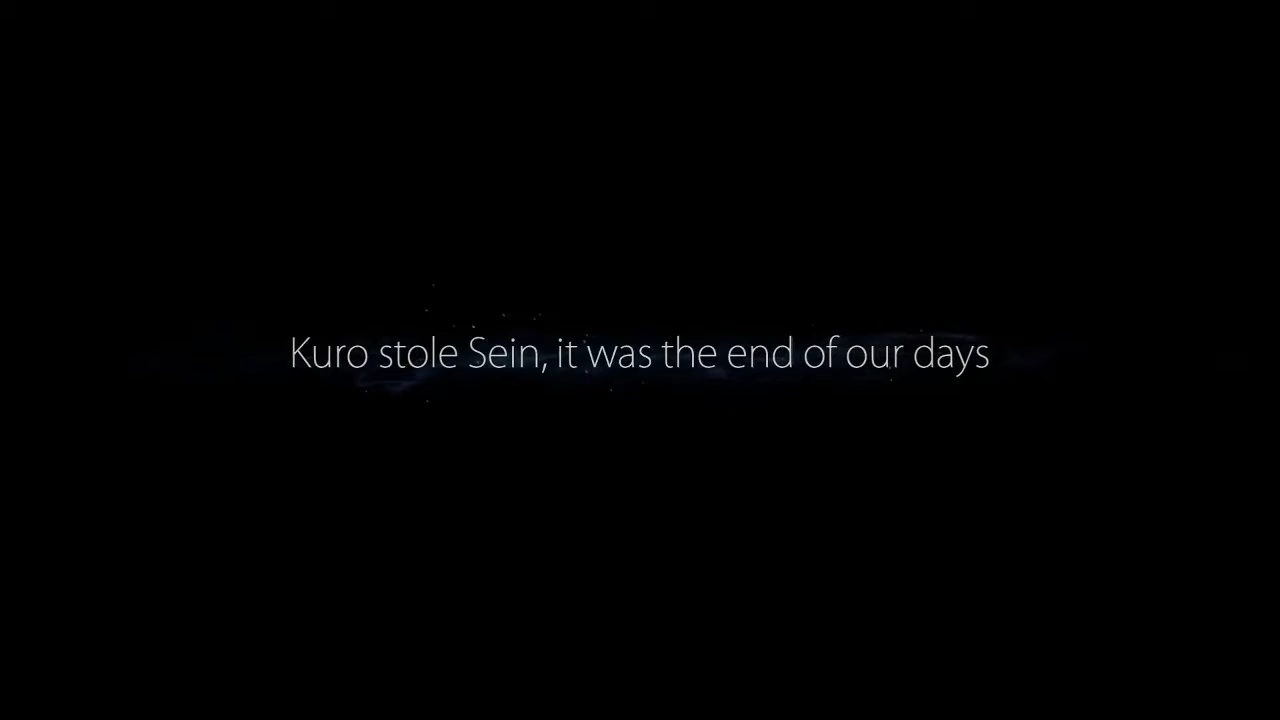 Kuro stole Sein, it was the end of our days